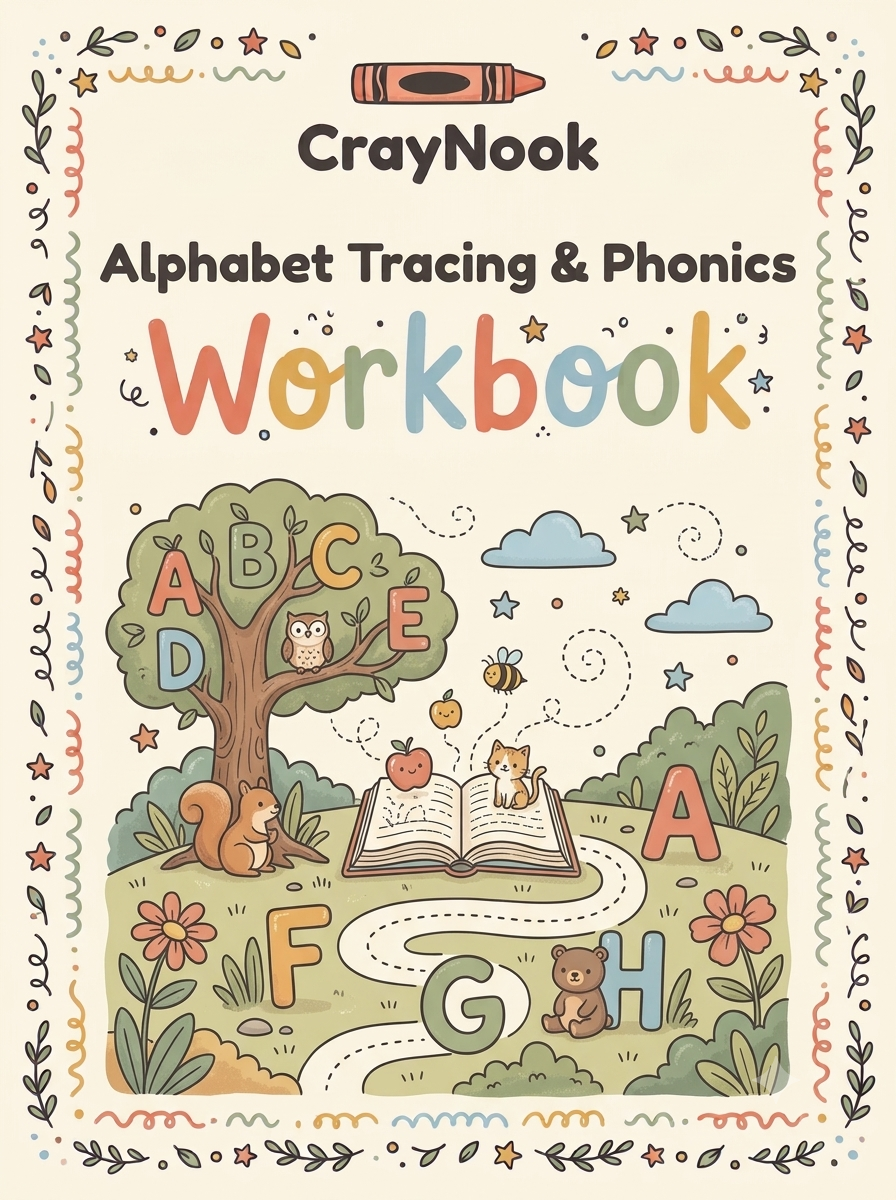 CrayNook
Alphabet Tracing & Phonics
Workbook
A B C
D E
A
F G H